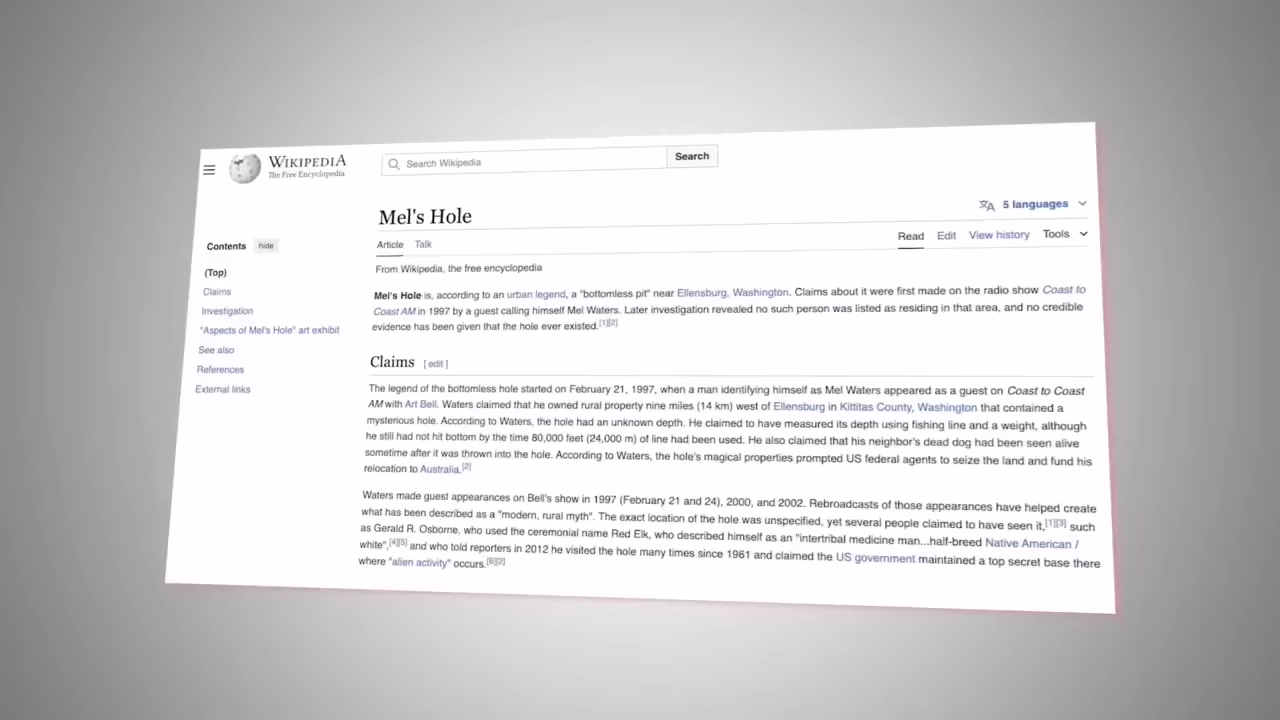 WIKIPEDIA
The Free Encyclopedia
Search Wikipedia
Search
Mel's Hole
5 languages
Contents hide
Article Talk
Read Edit View history Tools
(Top)
Claims
Investigation
"Aspects of Mel's Hole" art exhibit
See also
References
External links
From Wikipedia, the free encyclopedia
Mel's Hole is, according to an urban legend, a "bottomless pit" near Ellensburg, Washington. Claims about it were first made on the radio show Coast to
Coast AM in 1997 by a guest calling himself Mel Waters. Later investigation revealed no such person was listed as residing in that area, and no credible
evidence has been given that the hole ever existed.[1][2]
Claims [ edit ]
The legend of the bottomless hole started on February 21, 1997, when a man identifying himself as Mel Waters appeared as a guest on Coast to Coast
AM with Art Bell. Waters claimed that he owned rural property nine miles (14 km) west of Ellensburg in Kittitas County, Washington that contained a
mysterious hole. According to Waters, the hole had an unknown depth. He claimed to have measured its depth using fishing line and a weight, although
he still had not hit bottom by the time 80,000 feet (24,000 m) of line had been used. He also claimed that his neighbor's dead dog had been seen alive
sometime after it was thrown into the hole. According to Waters, the hole's magical properties prompted US federal agents to seize the land and fund his
relocation to Australia.[2]
Waters made guest appearances on Bell's show in 1997 (February 21 and 24), 2000, and 2002. Rebroadcasts of those appearances have helped create
what has been described as a "modern, rural myth". The exact location of the hole was unspecified, yet several people claimed to have seen it,[1][3] such
as Gerald R. Osborne, who used the ceremonial name Red Elk, who described himself as an "intertribal medicine man...half-breed Native American /
white",[4][5] and who told reporters in 2012 he visited the hole many times since 1961 and claimed the US government maintained a top secret base there
where "alien activity" occurs.[6][2]